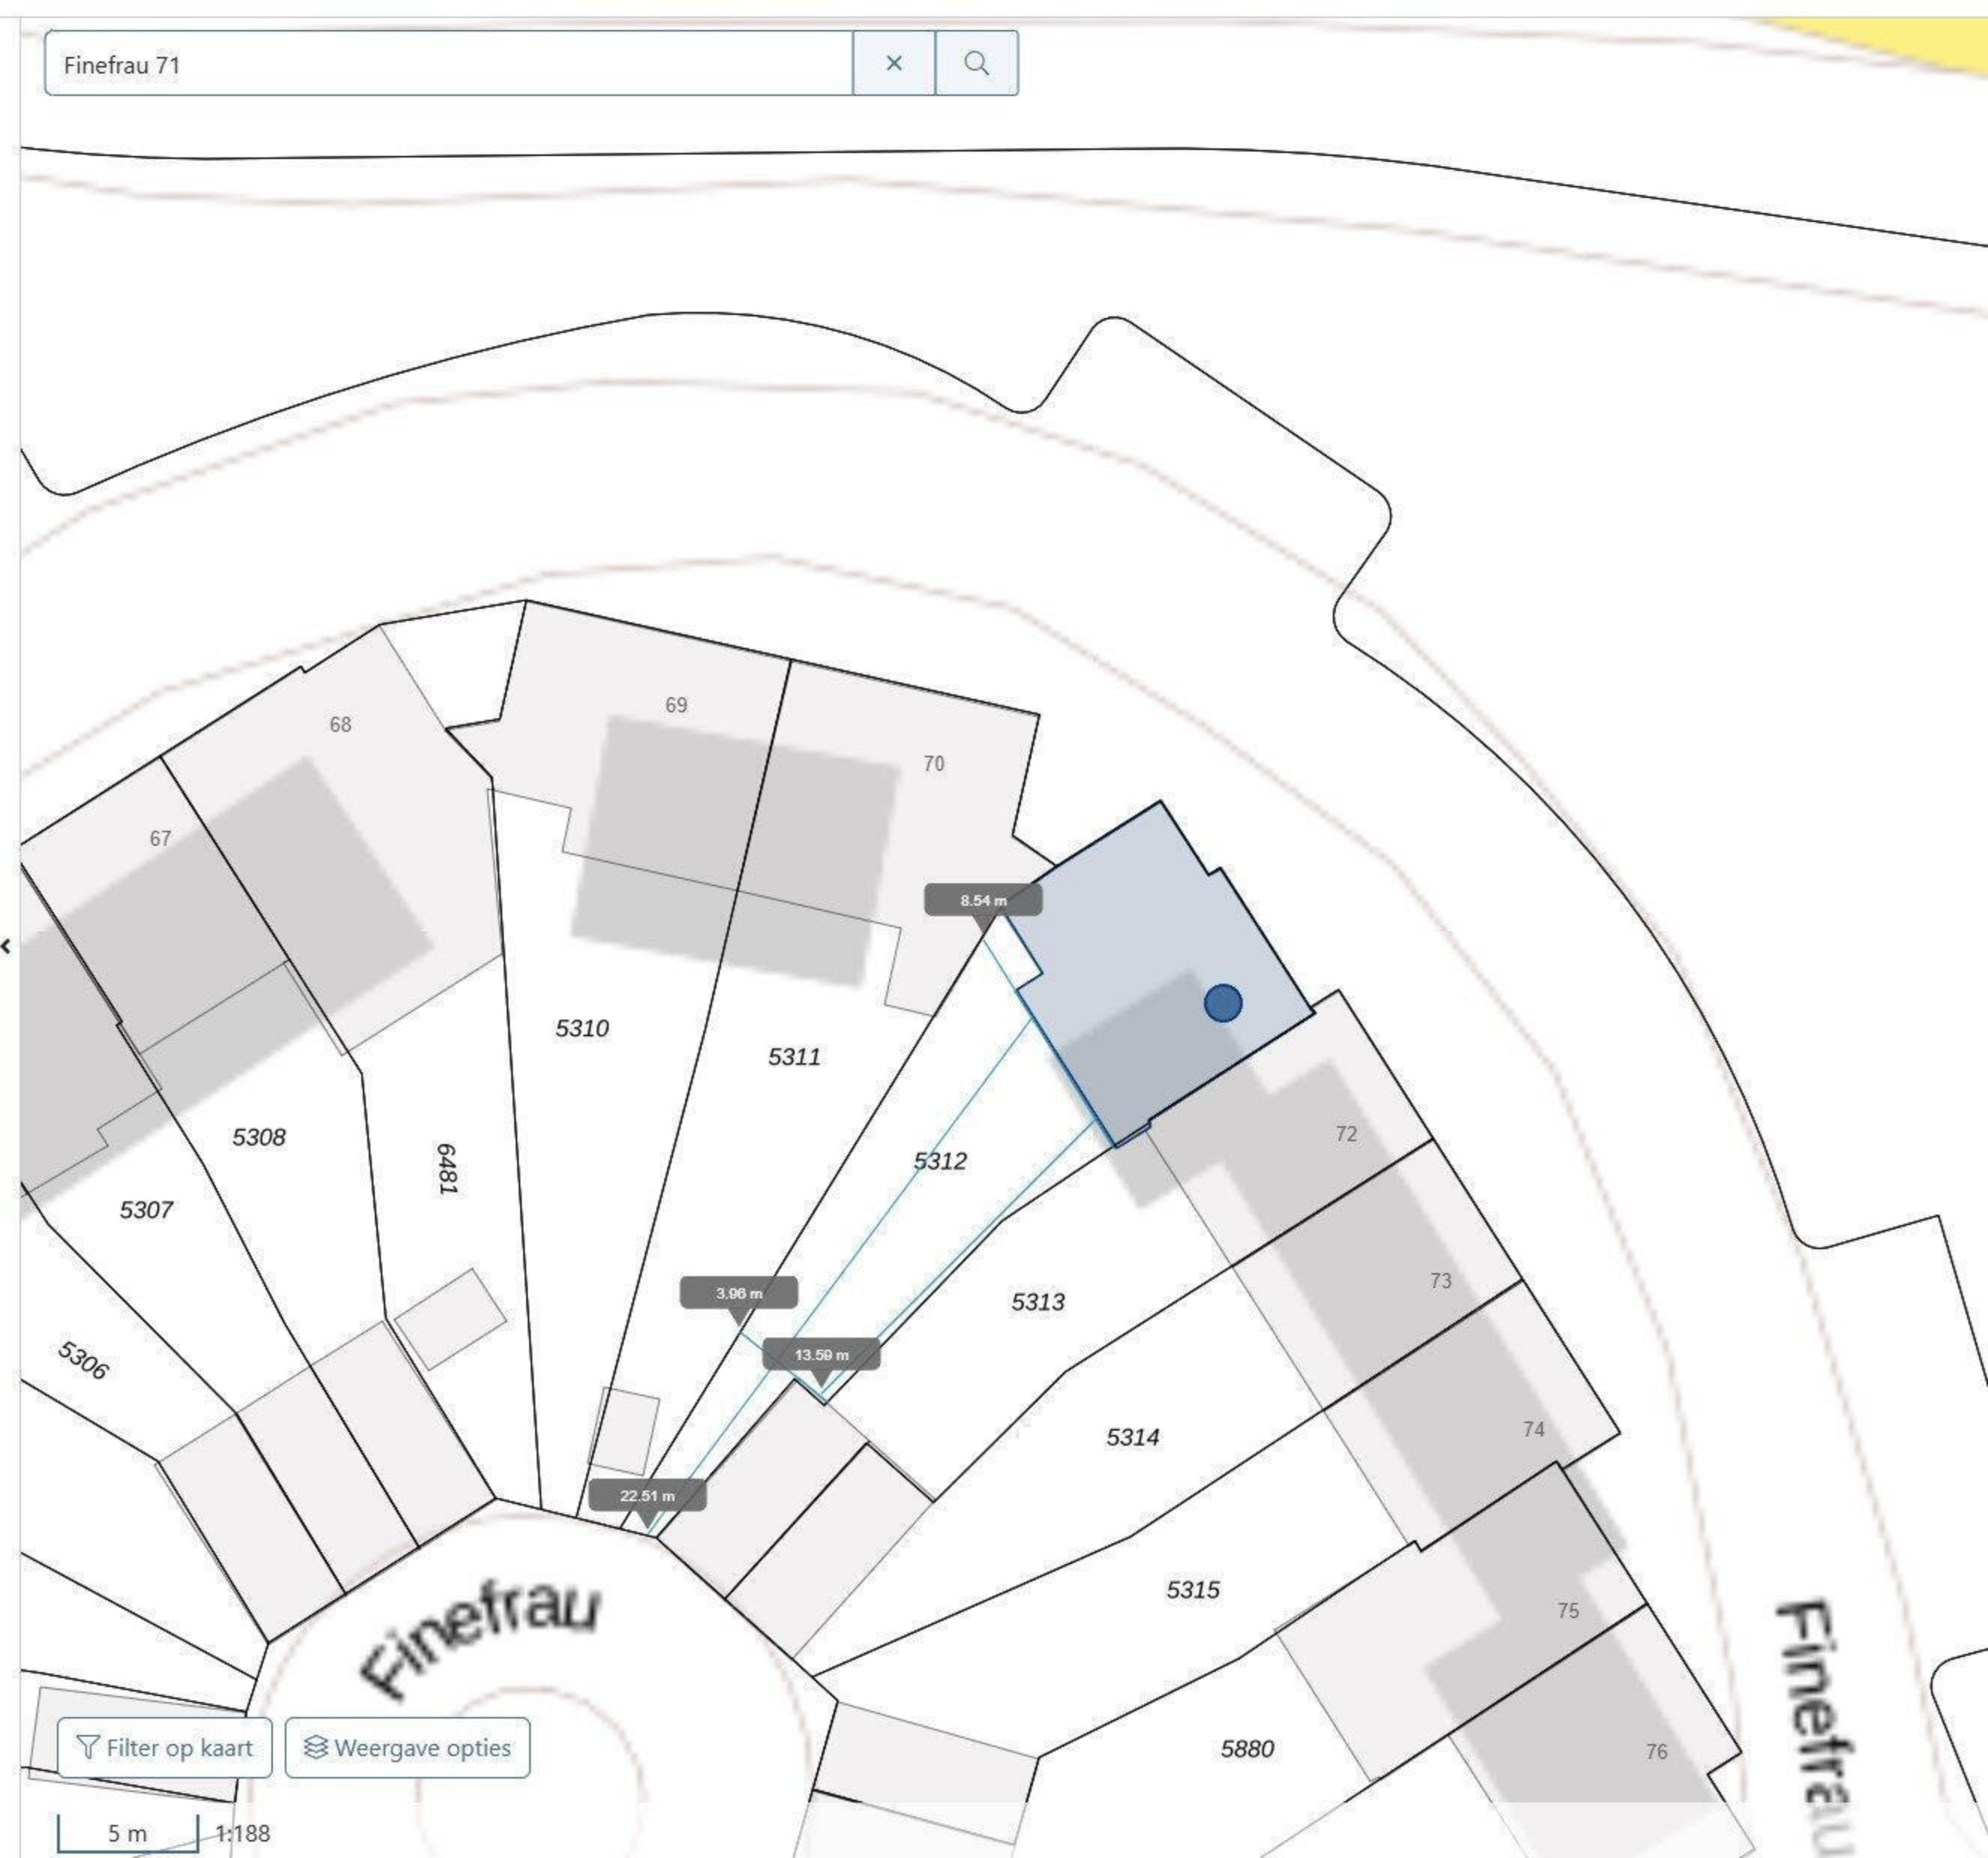 Finefrau 71
68
69
70
67
8.54 m
5310
5311
5308
6481
5312
72
5307
73
3.96 m
5313
5306
13.59 m
5314
74
22.51 m
5315
75
Finefrau
Finefrau
5880
76
Filter op kaart
Weergave opties
5 m
1:188